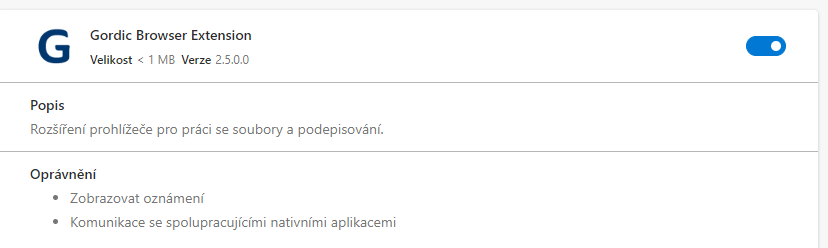 G
Gordic Browser Extension
Velikost < 1 MB Verze 2.5.0.0
Popis
Rozšíření prohlížeče pro práci se soubory a podepisování.
Oprávnění
• Zobrazovat oznámení
• Komunikace se spolupracujícími nativními aplikacemi